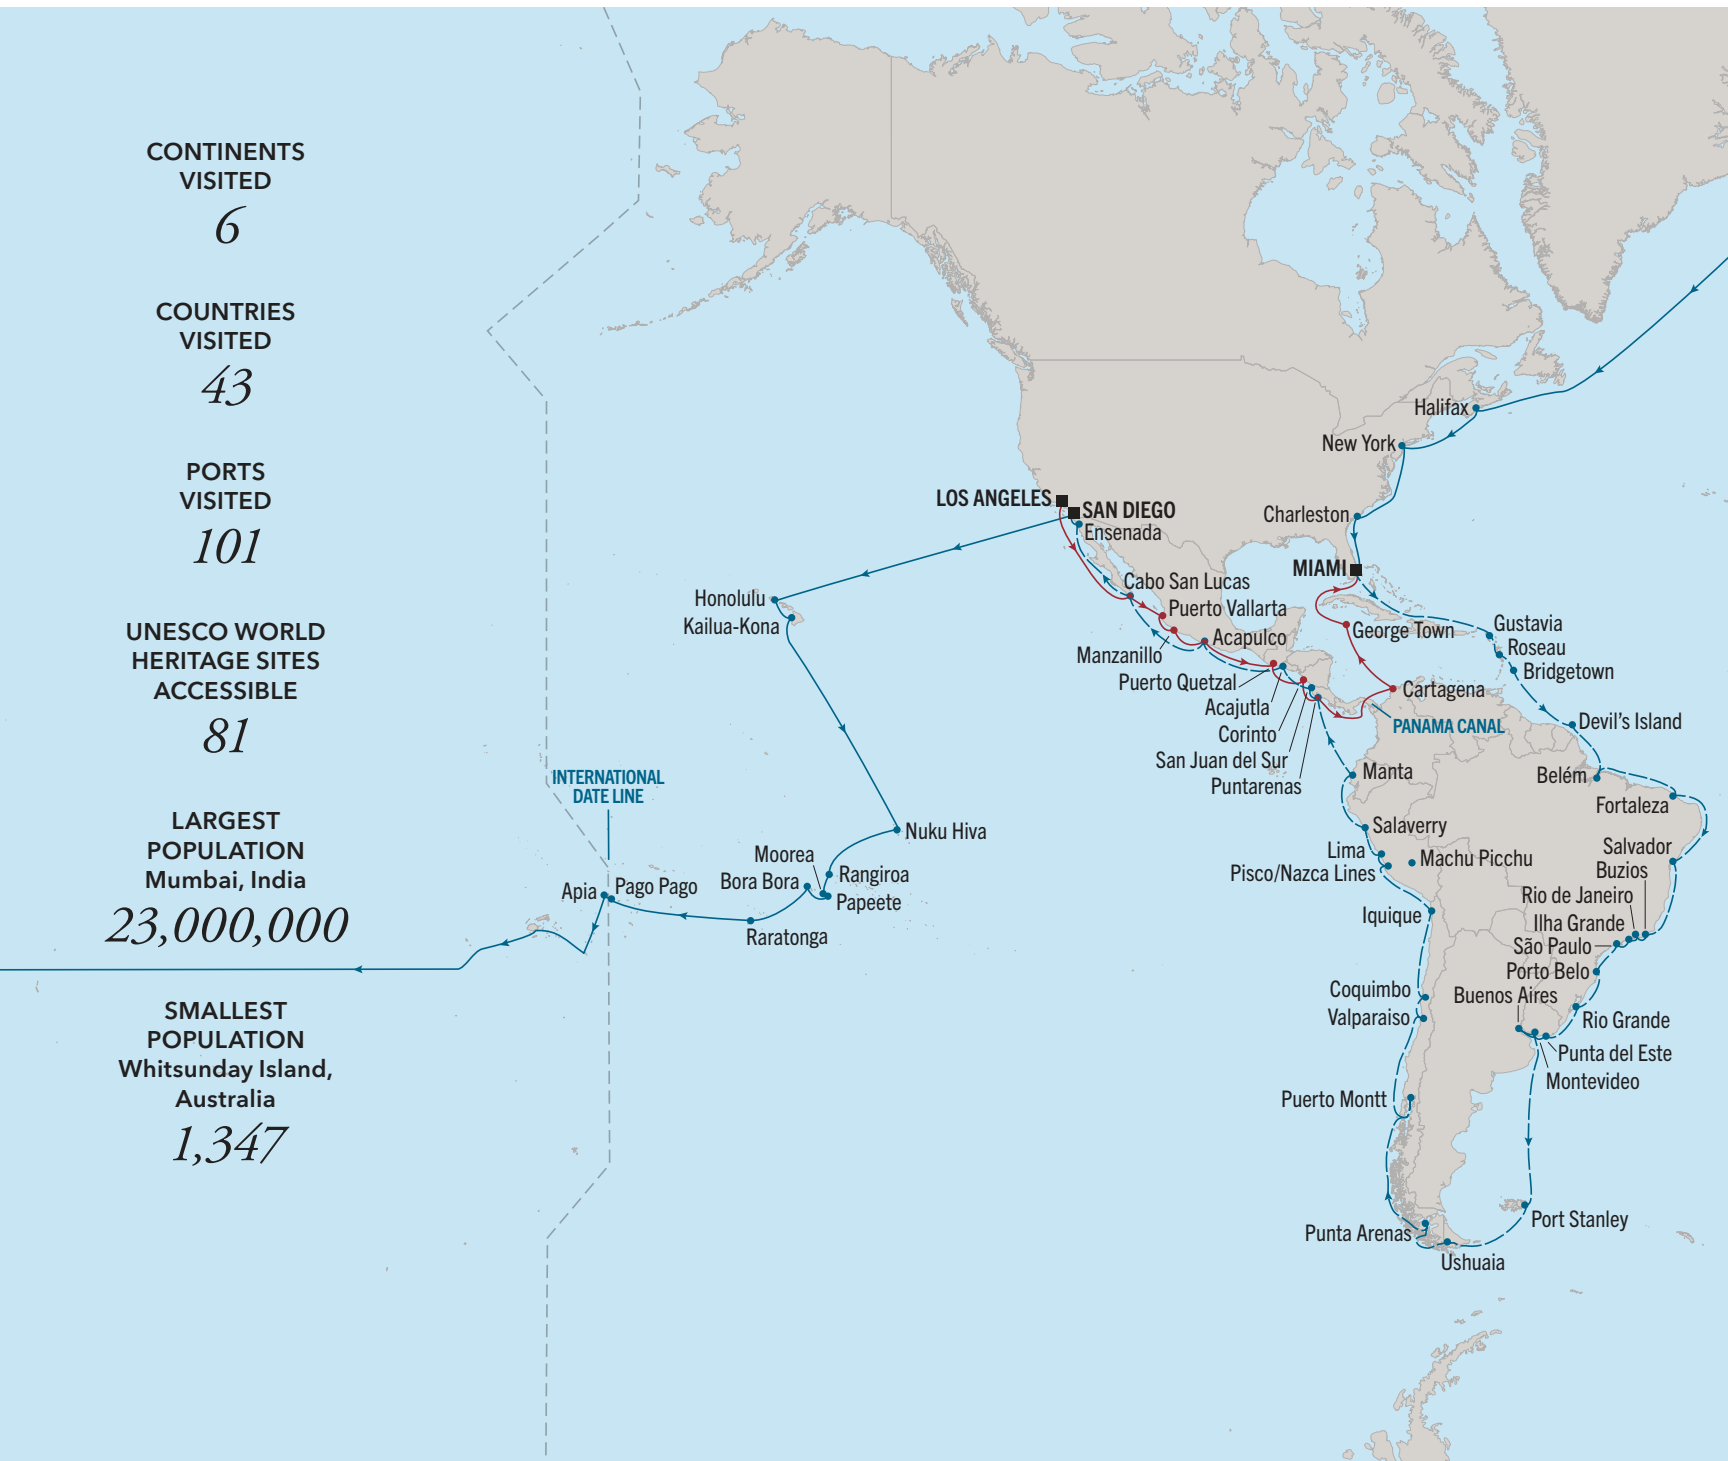 CONTINENTS
VISITED
6
COUNTRIES
VISITED
43
PORTS
VISITED
101
UNESCO WORLD
HERITAGE SITES
ACCESSIBLE
81
LARGEST
POPULATION
Mumbai, India
23,000,000
SMALLEST
POPULATION
Whitsunday Island,
Australia
1,347
INTERNATIONAL
DATE LINE
Halifax
New York
LOS ANGELES
SAN DIEGO
Ensenada
Charleston
MIAMI
Cabo San Lucas
Puerto Vallarta
Acapulco
Manzanillo
Puerto Quetzal
Acajutla
Corinto
San Juan del Sur
Puntarenas
George Town
Cartagena
PANAMA CANAL
Gustavia
Roseau
Bridgetown
Devil's Island
Belém
Fortaleza
Salvador
Buzios
Rio de Janeiro
Ilha Grande
São Paulo
Porto Belo
Buenos Aires
Rio Grande
Punta del Este
Montevideo
Port Stanley
Ushuaia
Punta Arenas
Puerto Montt
Valparaiso
Coquimbo
Iquique
Pisco/Nazca Lines
Lima
Machu Picchu
Salaverry
Manta
Honolulu
Kailua-Kona
Nuku Hiva
Moorea
Rangiroa
Bora Bora
Papeete
Raratonga
Apia
Pago Pago